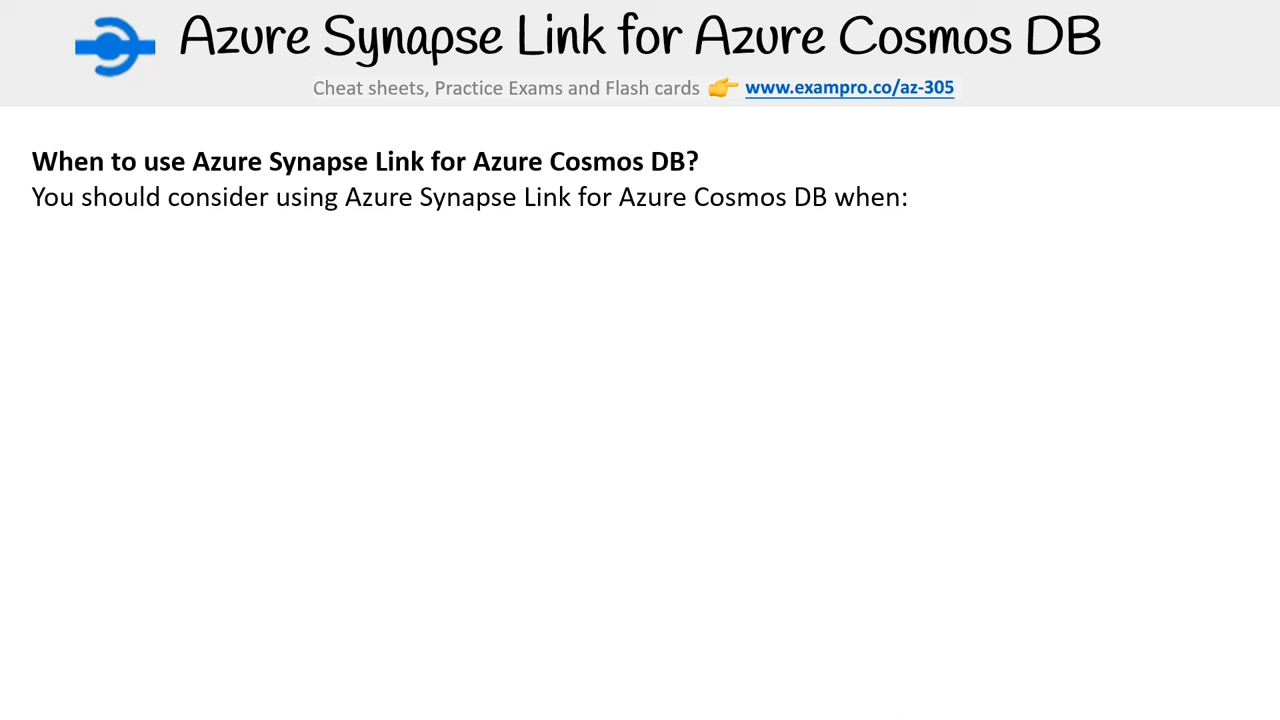 Azure Synapse Link for Azure Cosmos DB
Cheat sheets, Practice Exams and Flash cards 👉 www.exampro.co/az-305
When to use Azure Synapse Link for Azure Cosmos DB?
You should consider using Azure Synapse Link for Azure Cosmos DB when: